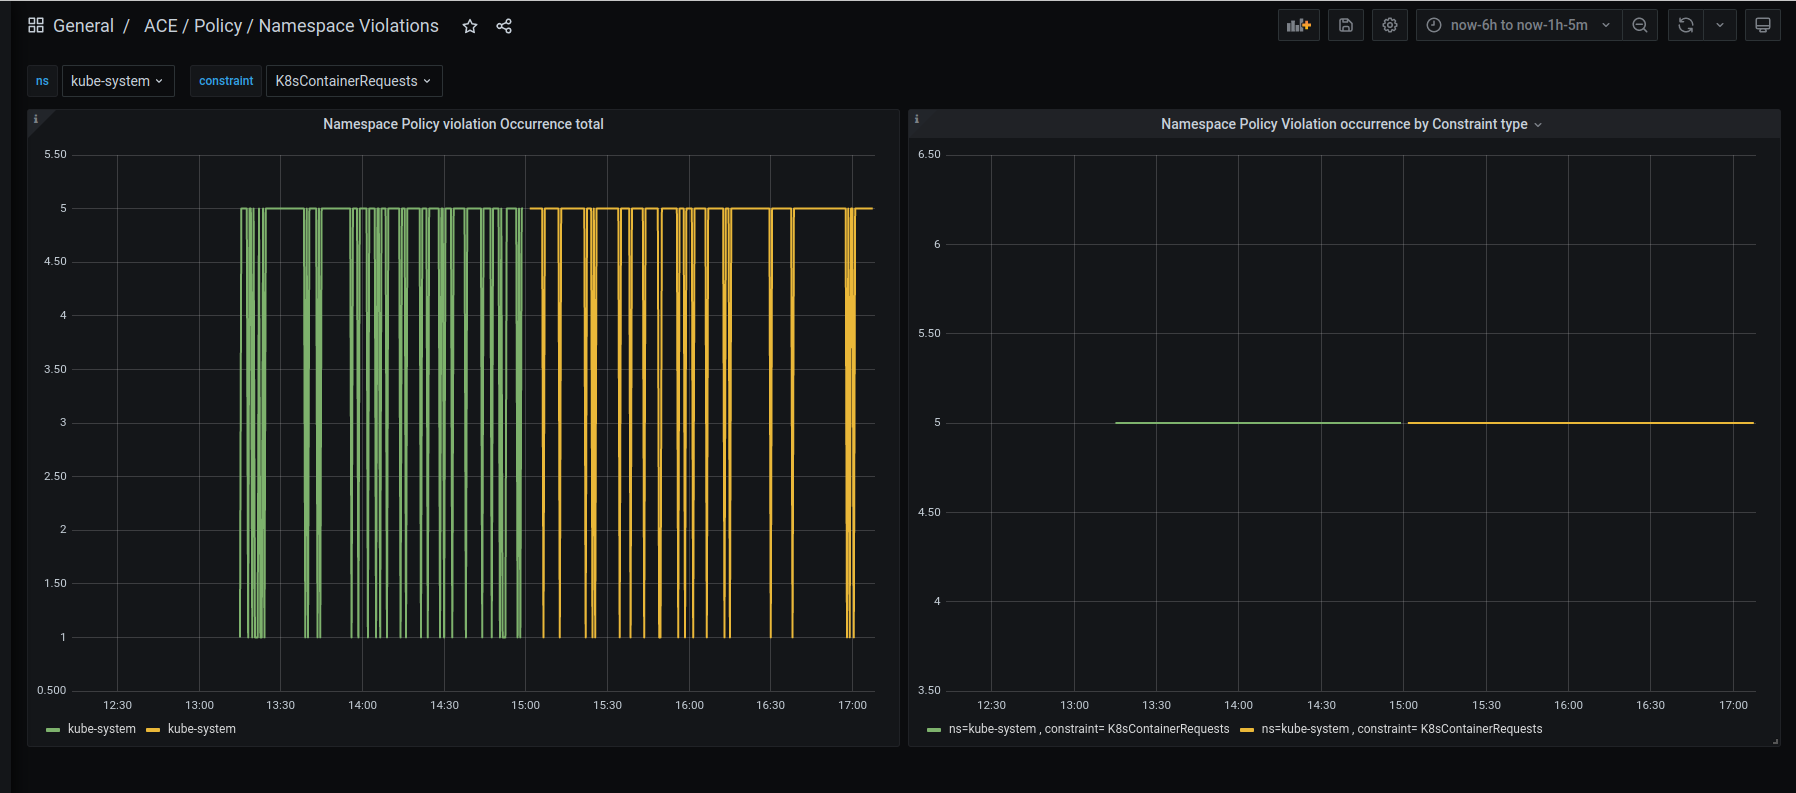 General / ACE / Policy / Namespace Violations
now-6h to now-1h-5m
ns kube-system constraint K8sContainerRequests
Namespace Policy violation Occurrence total
5.50
5
4.50
4
3.50
3
2.50
2
1.50
1
0.500
12:30 13:00 13:30 14:00 14:30 15:00 15:30 16:00 16:30 17:00
kube-system kube-system
Namespace Policy Violation occurrence by Constraint type
6.50
6
5.50
5
4.50
4
3.50
12:30 13:00 13:30 14:00 14:30 15:00 15:30 16:00 16:30 17:00
ns=kube-system , constraint= K8sContainerRequests ns=kube-system , constraint= K8sContainerRequests